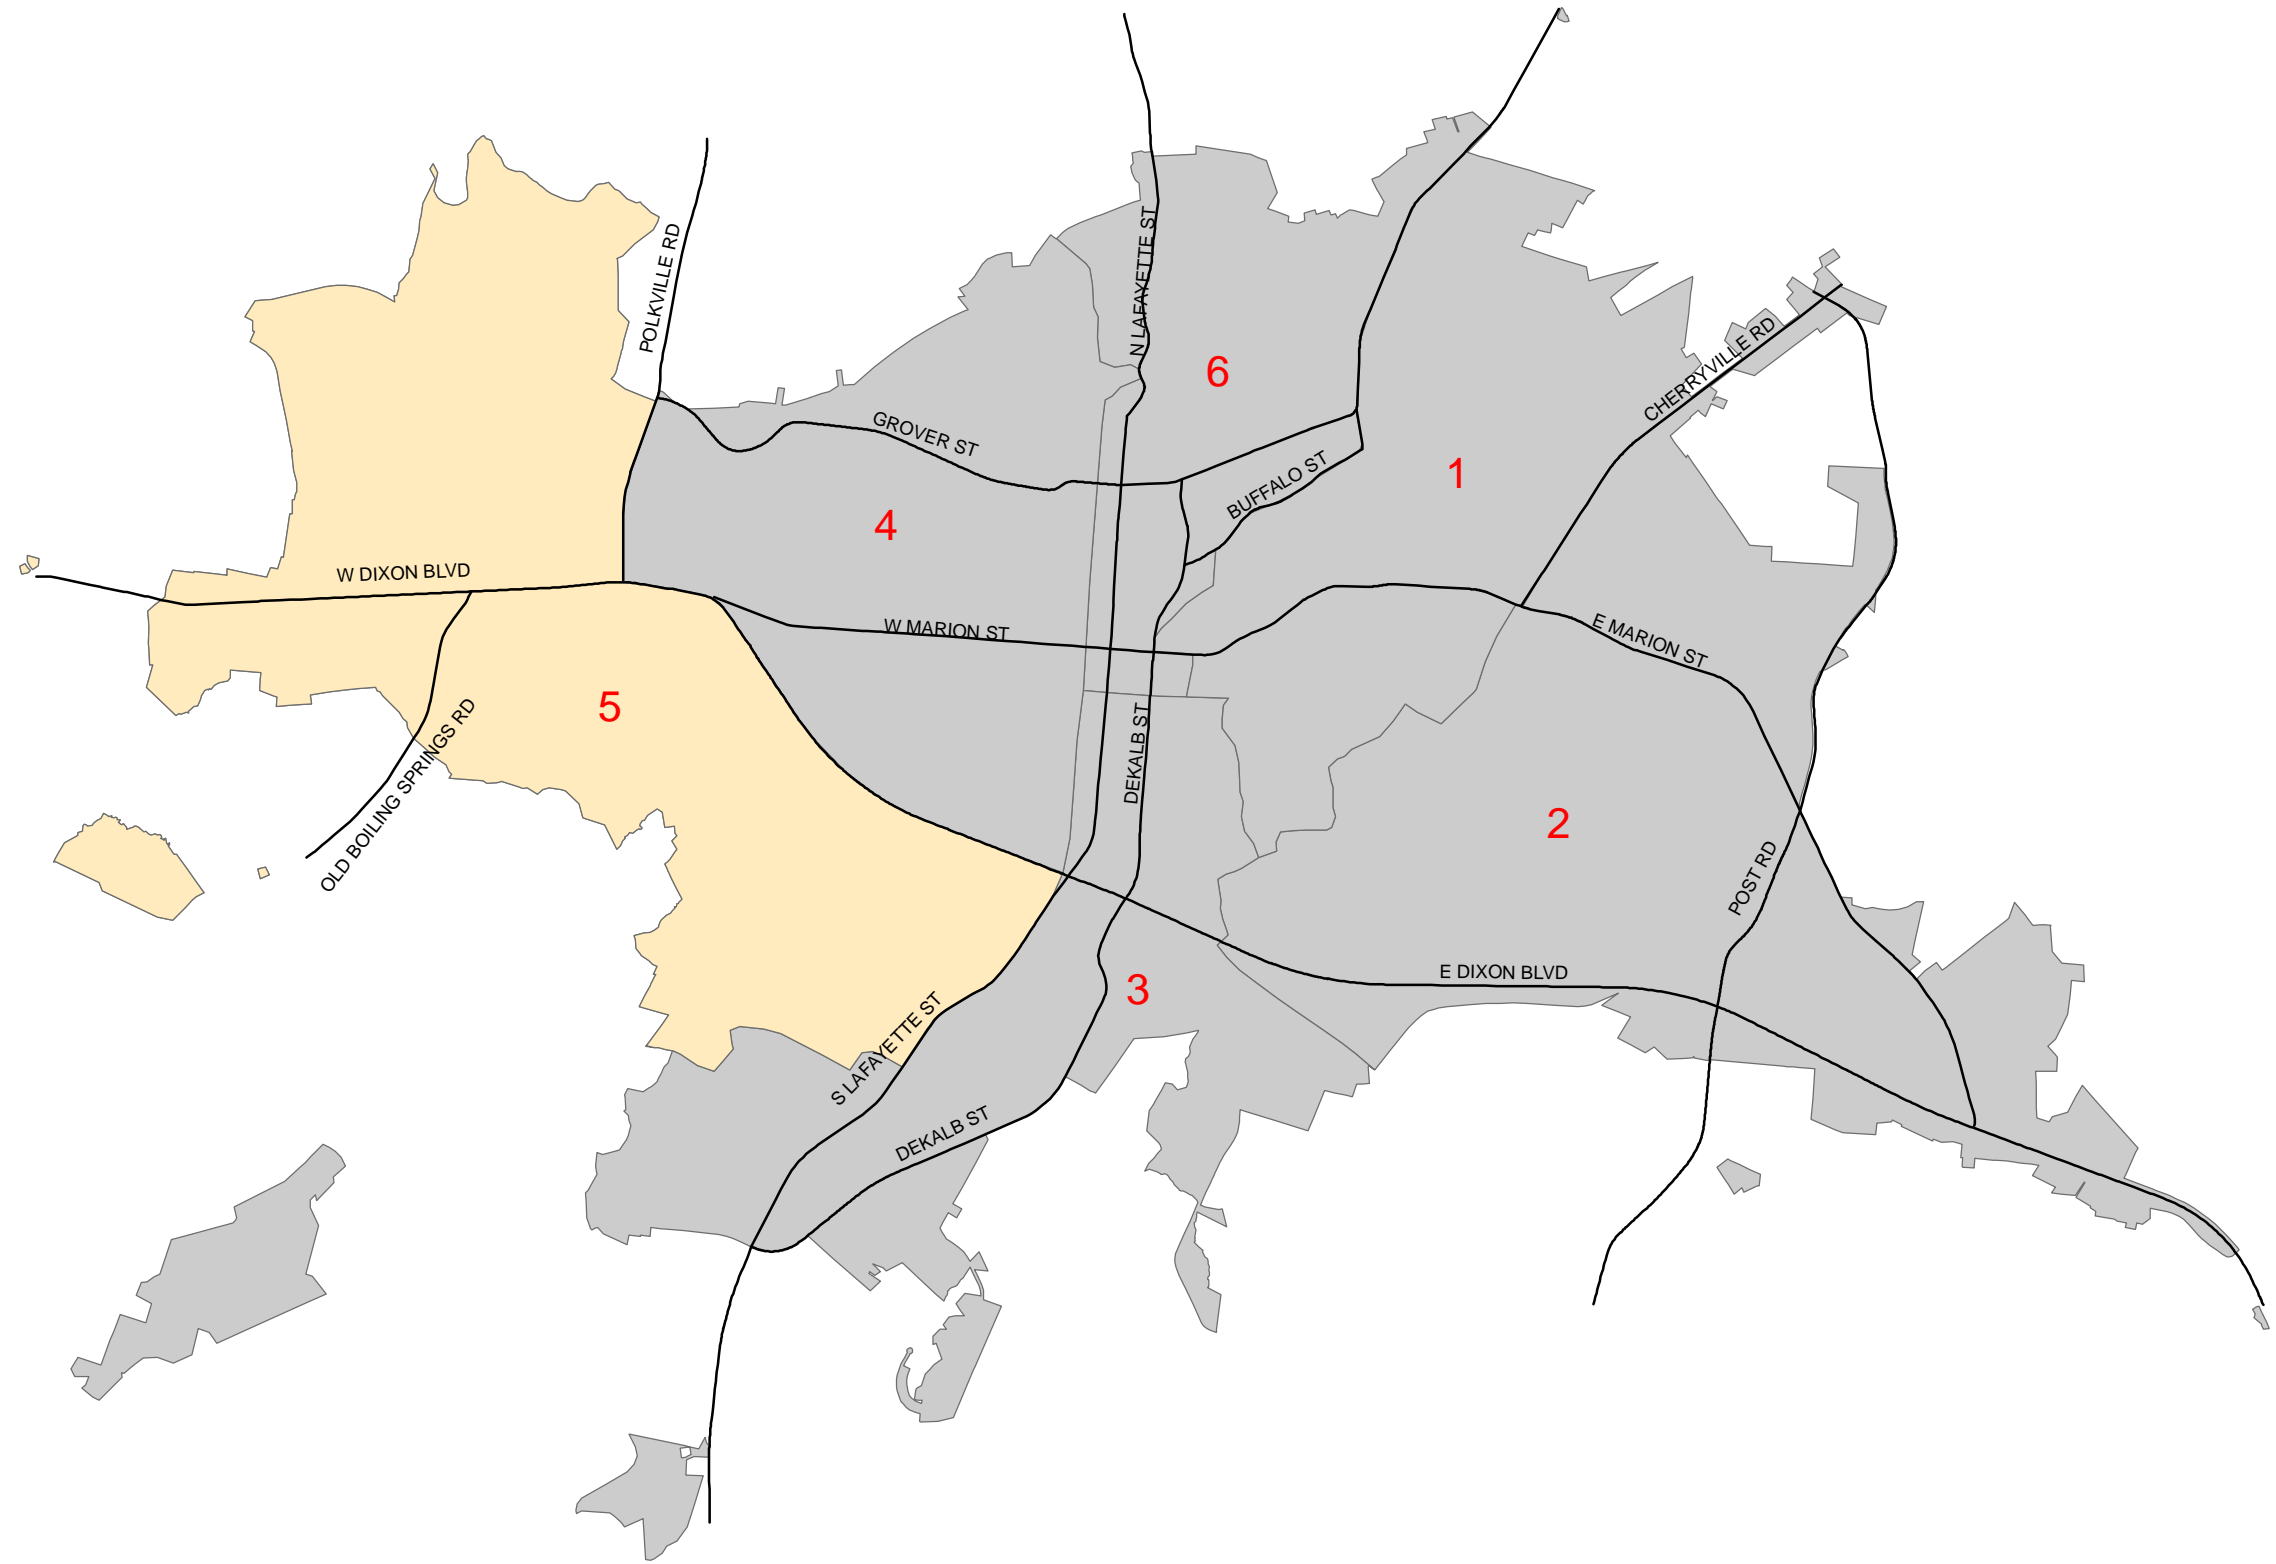 N LAFAYETTE ST
POLKVILLE RD
CHERRYVILLE RD
6
GROVER ST
1
BUFFALO ST
4
W DIXON BLVD
W MARION ST
E MARION ST
5
DEKALB ST
OLD BOILING SPRINGS RD
2
POST RD
E DIXON BLVD
3
S LAFAYETTE ST
DEKALB ST